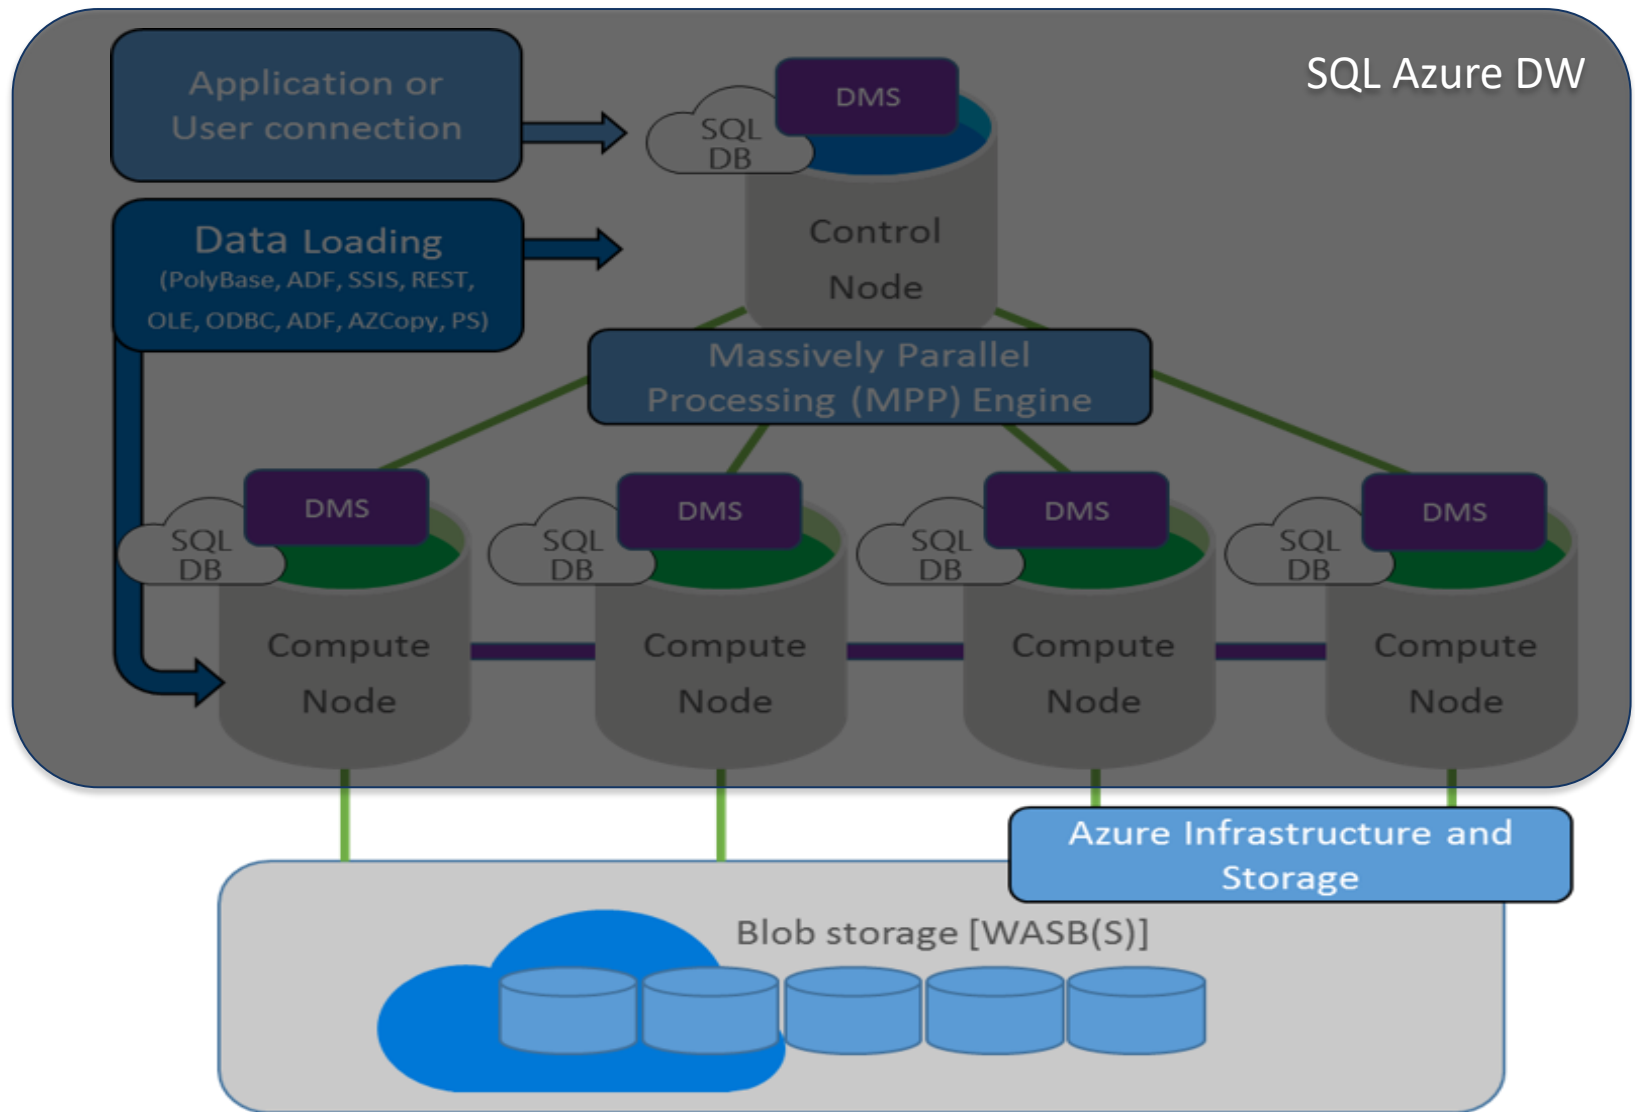 SQL Azure DW
Application or
User connection
DMS
SQL
DB
Control
Node
Data Loading
(PolyBase, ADF, SSIS, REST,
OLE, ODBC, ADF, AZCopy, PS)
Massively Parallel
Processing (MPP) Engine
DMS
SQL
DB
Compute
Node
DMS
SQL
DB
Compute
Node
DMS
SQL
DB
Compute
Node
DMS
SQL
DB
Compute
Node
Azure Infrastructure and
Storage
Blob storage [WASB(S)]